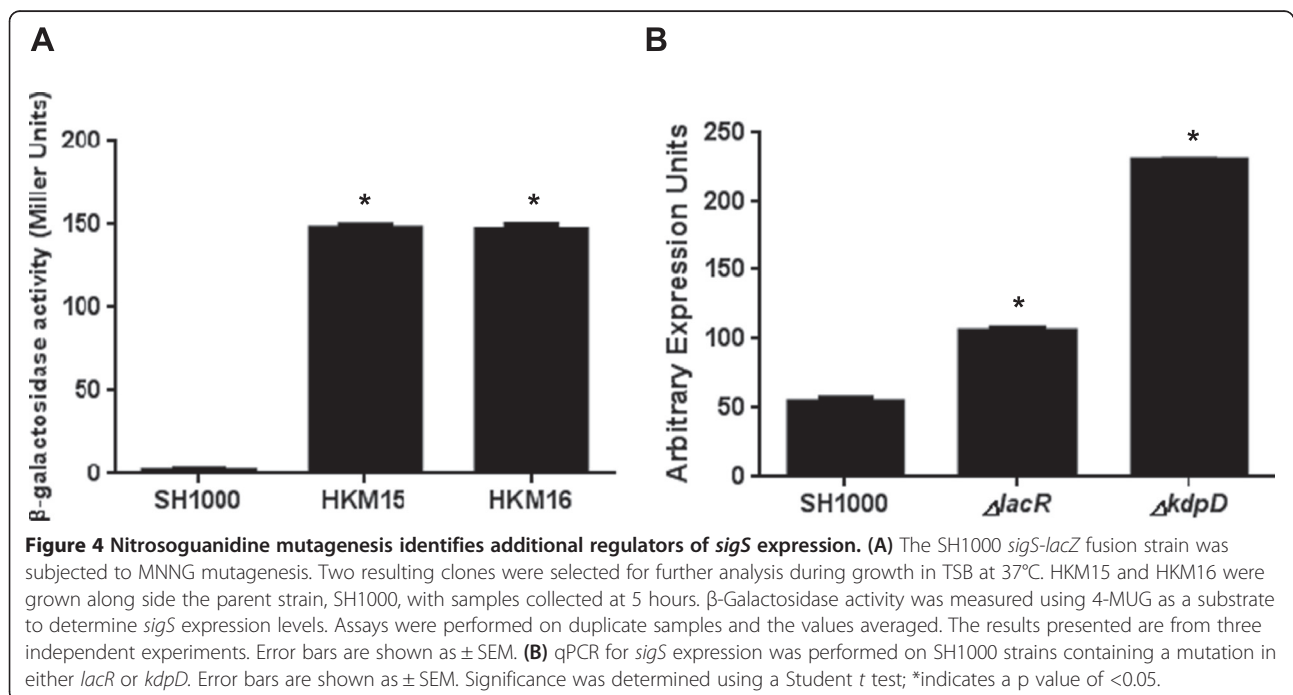 A
β-galactosidase activity (Miller Units)
200
150
100
50
0
*
*
SH1000
HKM15
HKM16
B
Arbitrary Expression Units
250
200
150
100
50
0
*
*
SH1000
ΔlacR
ΔkdpD
Figure 4 Nitrosoguanidine mutagenesis identifies additional regulators of sigS expression. (A) The SH1000 sigS-lacZ fusion strain was
subjected to MNNG mutagenesis. Two resulting clones were selected for further analysis during growth in TSB at 37°C. HKM15 and HKM16 were
grown along side the parent strain, SH1000, with samples collected at 5 hours. β-Galactosidase activity was measured using 4-MUG as a substrate
to determine sigS expression levels. Assays were performed on duplicate samples and the values averaged. The results presented are from three
independent experiments. Error bars are shown as ± SEM. (B) qPCR for sigS expression was performed on SH1000 strains containing a mutation in
either lacR or kdpD. Error bars are shown as ± SEM. Significance was determined using a Student t test; *indicates a p value of <0.05.